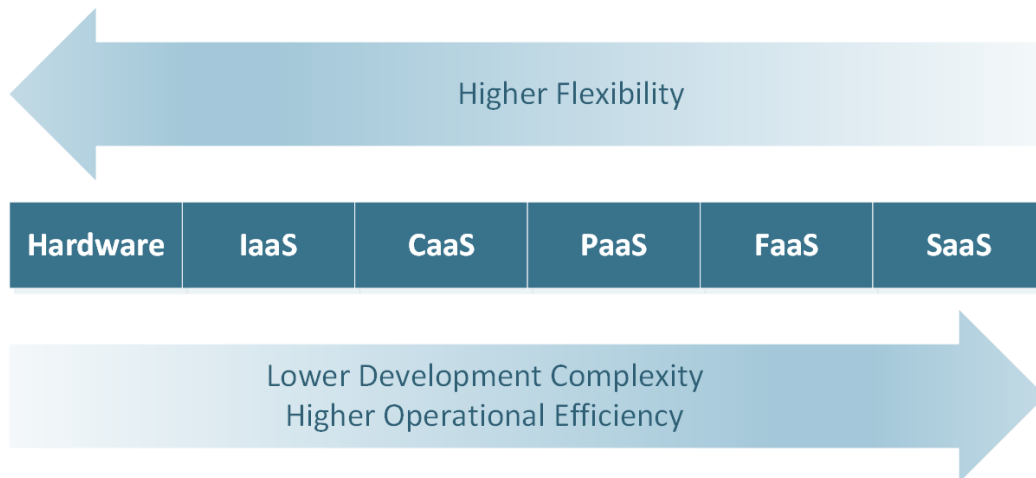 Higher Flexibility
Hardware IaaS CaaS PaaS FaaS SaaS
Lower Development Complexity
Higher Operational Efficiency